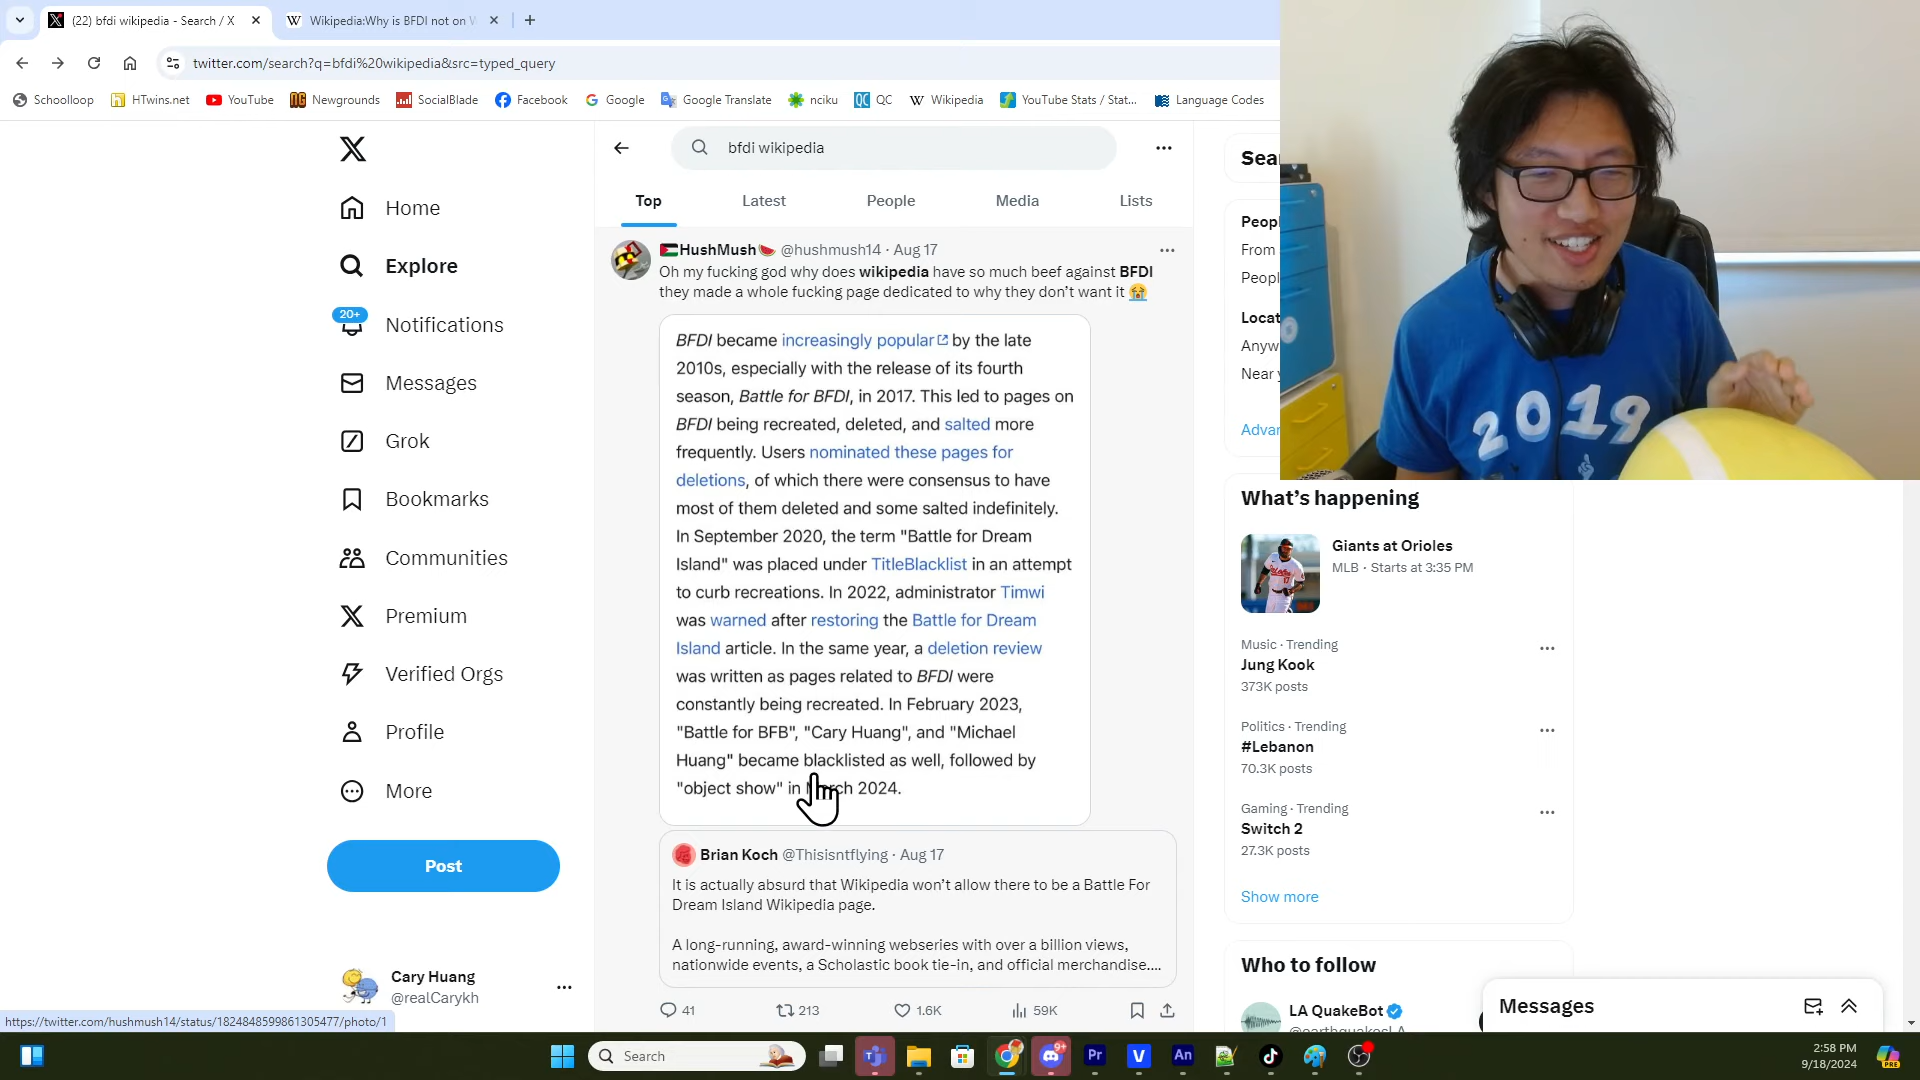 (22) bfdi wikipedia - Search / X
Wikipedia:Why is BFDI not on W
twitter.com/search?q=bfdi%20wikipedia&src=typed_query
Schoolloop
HTwins.net
YouTube
Newgrounds
SocialBlade
Facebook
Google
Google Translate
nciku
QC
Wikipedia
YouTube Stats / Stat...
Language Codes
Home
Explore
20+
Notifications
Messages
Grok
Bookmarks
Communities
Premium
Verified Orgs
Profile
More
Post
Cary Huang
@realCarykh
bfdi wikipedia
Top
Latest
People
Media
Lists
HushMush @hushmush14 · Aug 17
Oh my fucking god why does wikipedia have so much beef against BFDI
they made a whole fucking page dedicated to why they don't want it
BFDI became increasingly popular by the late
2010s, especially with the release of its fourth
season, Battle for BFDI, in 2017. This led to pages on
BFDI being recreated, deleted, and salted more
frequently. Users nominated these pages for
deletions, of which there were consensus to have
most of them deleted and some salted indefinitely.
In September 2020, the term "Battle for Dream
Island" was placed under TitleBlacklist in an attempt
to curb recreations. In 2022, administrator Timwi
was warned after restoring the Battle for Dream
Island article. In the same year, a deletion review
was written as pages related to BFDI were
constantly being recreated. In February 2023,
"Battle for BFB", "Cary Huang", and "Michael
Huang" became blacklisted as well, followed by
"object show" in March 2024.
Brian Koch @Thisisntflying · Aug 17
It is actually absurd that Wikipedia won't allow there to be a Battle For
Dream Island Wikipedia page.
A long-running, award-winning webseries with over a billion views,
nationwide events, a Scholastic book tie-in, and official merchandise....
41
213
1.6K
59K
Sea
Peopl
From
Peopl
Locat
Anyw
Near y
Advan
2019
What's happening
Giants at Orioles
MLB · Starts at 3:35 PM
Music · Trending
Jung Kook
373K posts
Politics · Trending
#Lebanon
70.3K posts
Gaming · Trending
Switch 2
27.3K posts
Show more
Who to follow
LA QuakeBot
@earthquakesLA
Messages
https://twitter.com/hushmush14/status/1824848599861305477/photo/1
Search
9+
Pr
V
An
PRE
2:58 PM
9/18/2024